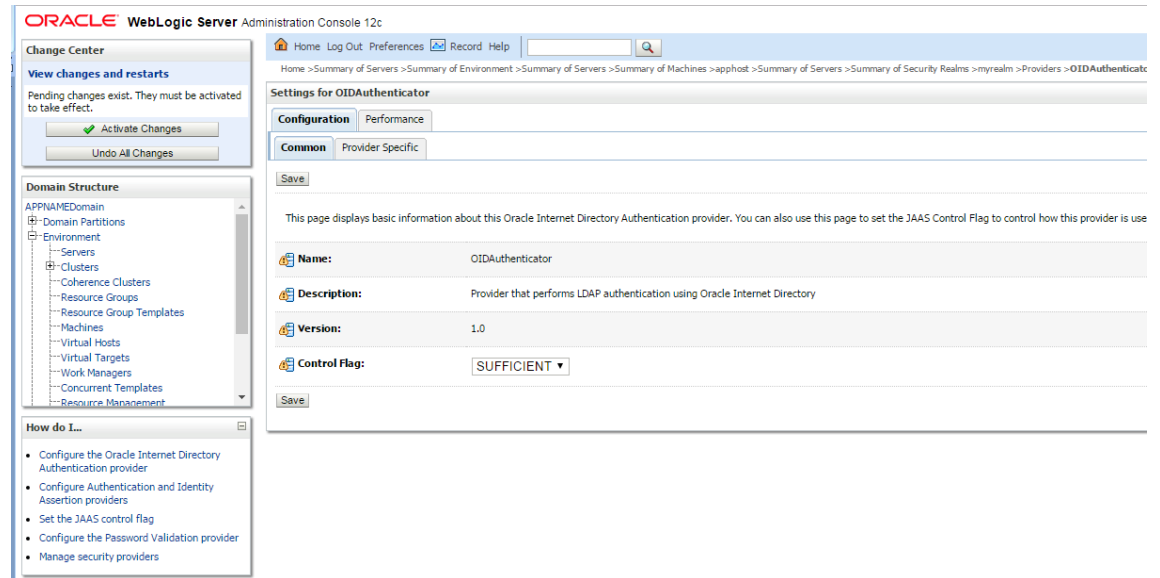 ORACLE WebLogic Server Administration Console 12c
Change Center
View changes and restarts
Pending changes exist. They must be activated
to take effect.
Activate Changes
Undo All Changes
Domain Structure
APPNAMEDomain
Domain Partitions
Environment
Servers
Clusters
Coherence Clusters
Resource Groups
Resource Group Templates
Machines
Virtual Hosts
Virtual Targets
Work Managers
Concurrent Templates
Resource Management
How do I...
Configure the Oracle Internet Directory
Authentication provider
Configure Authentication and Identity
Assertion providers
Set the JAAS control flag
Configure the Password Validation provider
Manage security providers
Home Log Out Preferences Record Help
Home >Summary of Servers >Summary of Environment >Summary of Servers >Summary of Machines >apphost >Summary of Servers >Summary of Security Realms >myrealm >Providers >OIDAuthenticato
Settings for OIDAuthenticator
Configuration Performance
Common Provider Specific
Save
This page displays basic information about this Oracle Internet Directory Authentication provider. You can also use this page to set the JAAS Control Flag to control how this provider is use
Name: OIDAuthenticator
Description: Provider that performs LDAP authentication using Oracle Internet Directory
Version: 1.0
Control Flag: SUFFICIENT
Save